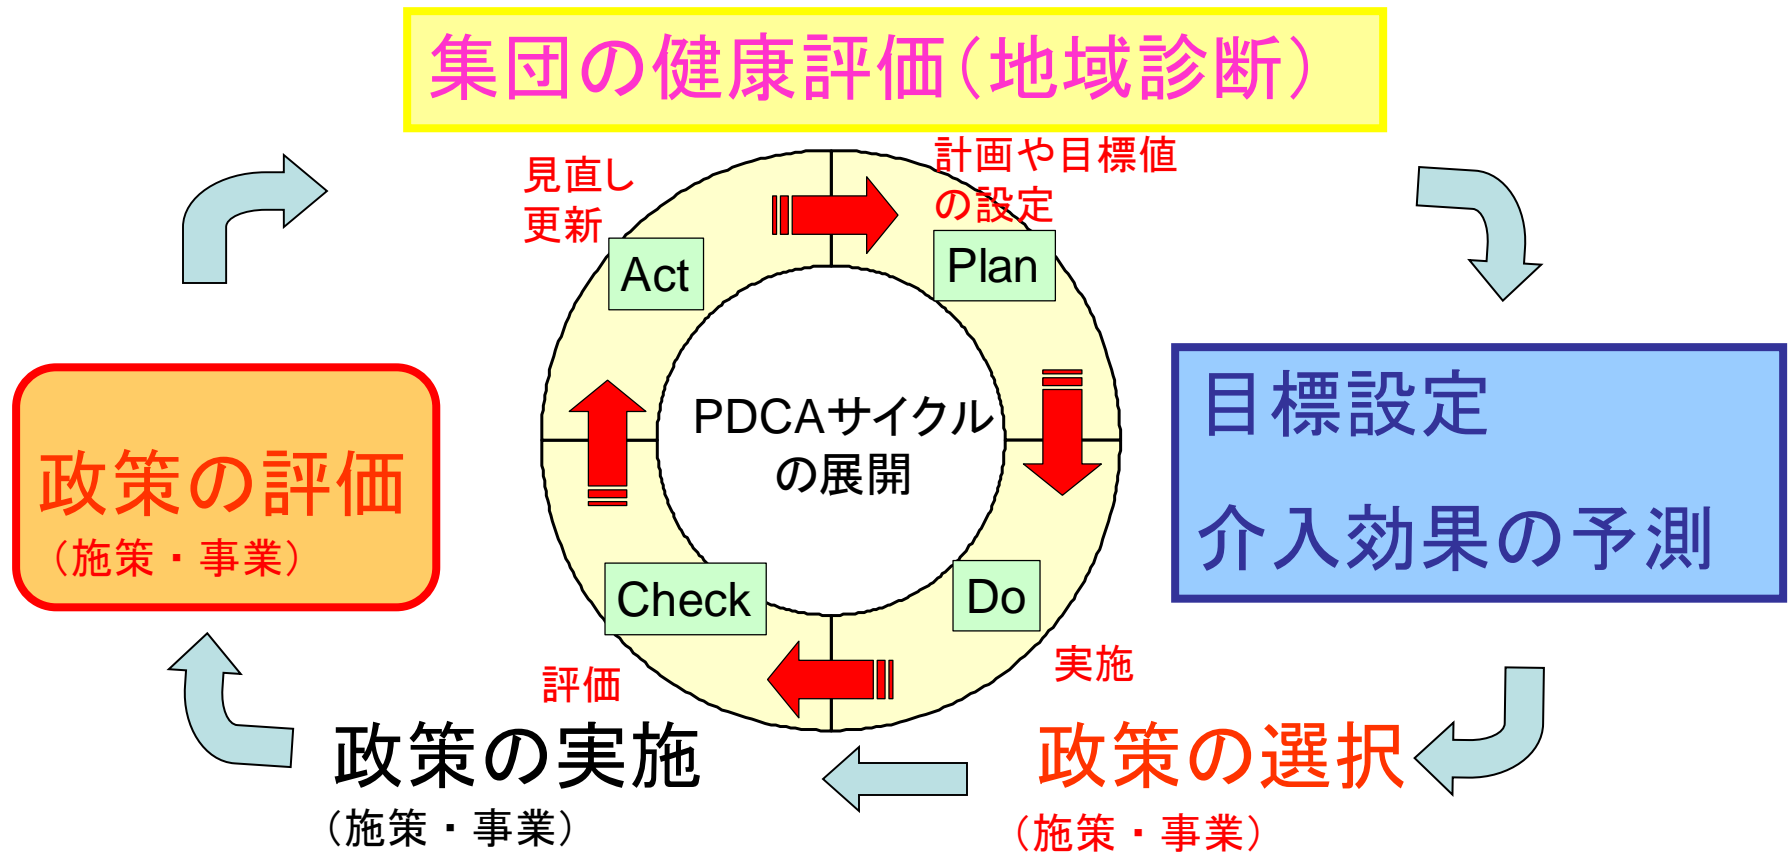 集団の健康評価（地域診断）
見直し
更新
計画や目標値
の設定
Act
Plan
PDCAサイクル
の展開
目標設定
介入効果の予測
政策の評価
（施策・事業）
Check
Do
評価
実施
政策の実施
（施策・事業）
政策の選択
（施策・事業）